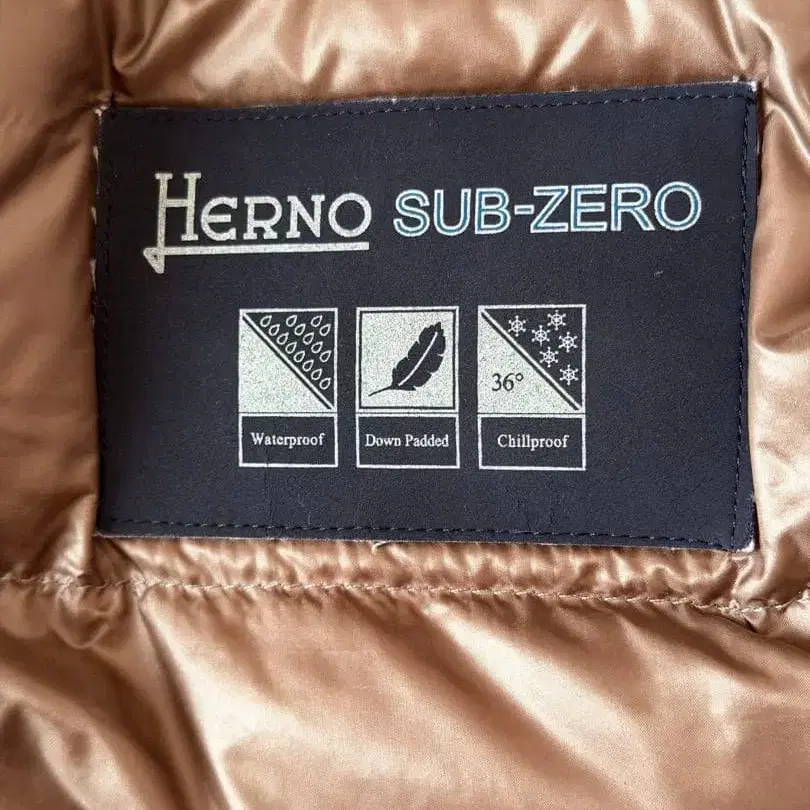 HERNO SUB-ZERO
36°
Waterproof Down Padded Chillproof